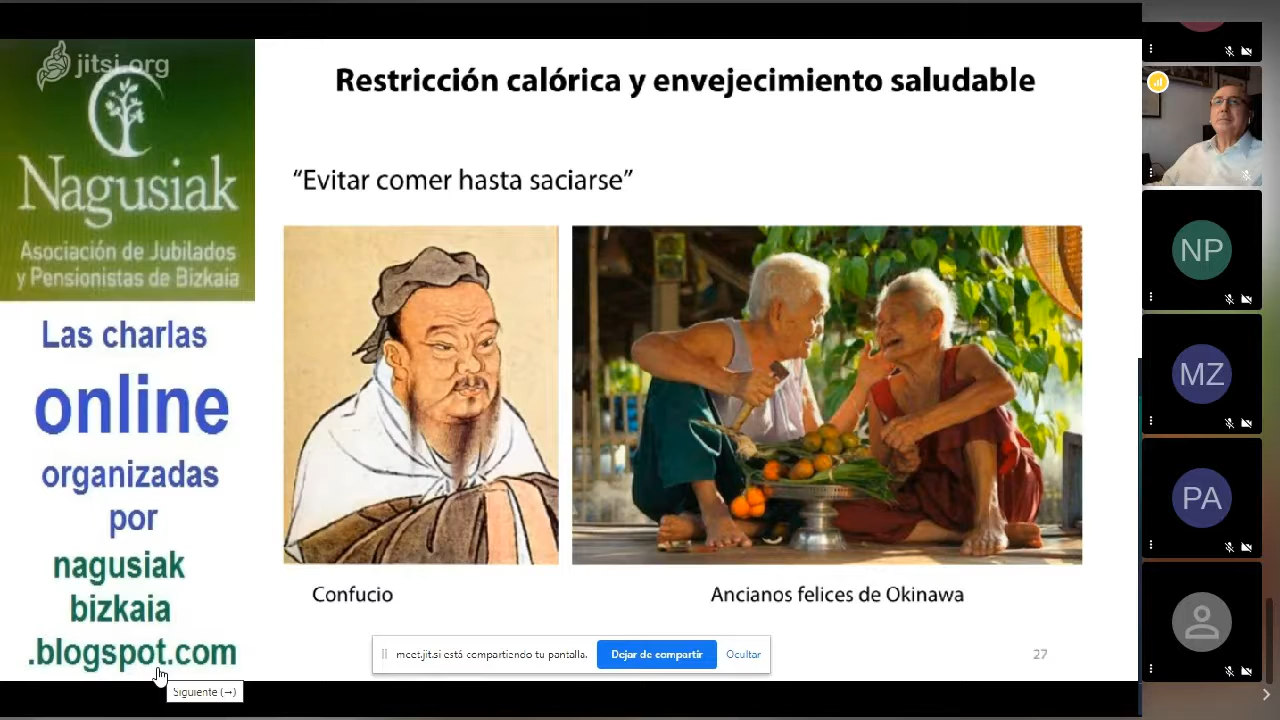 jitsi.org
Nagusiak
Asociación de Jubilados
y Pensionistas de Bizkaia
Las charlas
online
organizadas
por
nagusiak
bizkaia
.blogspot.com
Siguiente (→)
Restricción calórica y envejecimiento saludable
“Evitar comer hasta saciarse”
Confucio
Ancianos felices de Okinawa
meet.jit.si está compartiendo tu pantalla.
Dejar de compartir
Ocultar
27
NP
MZ
PA